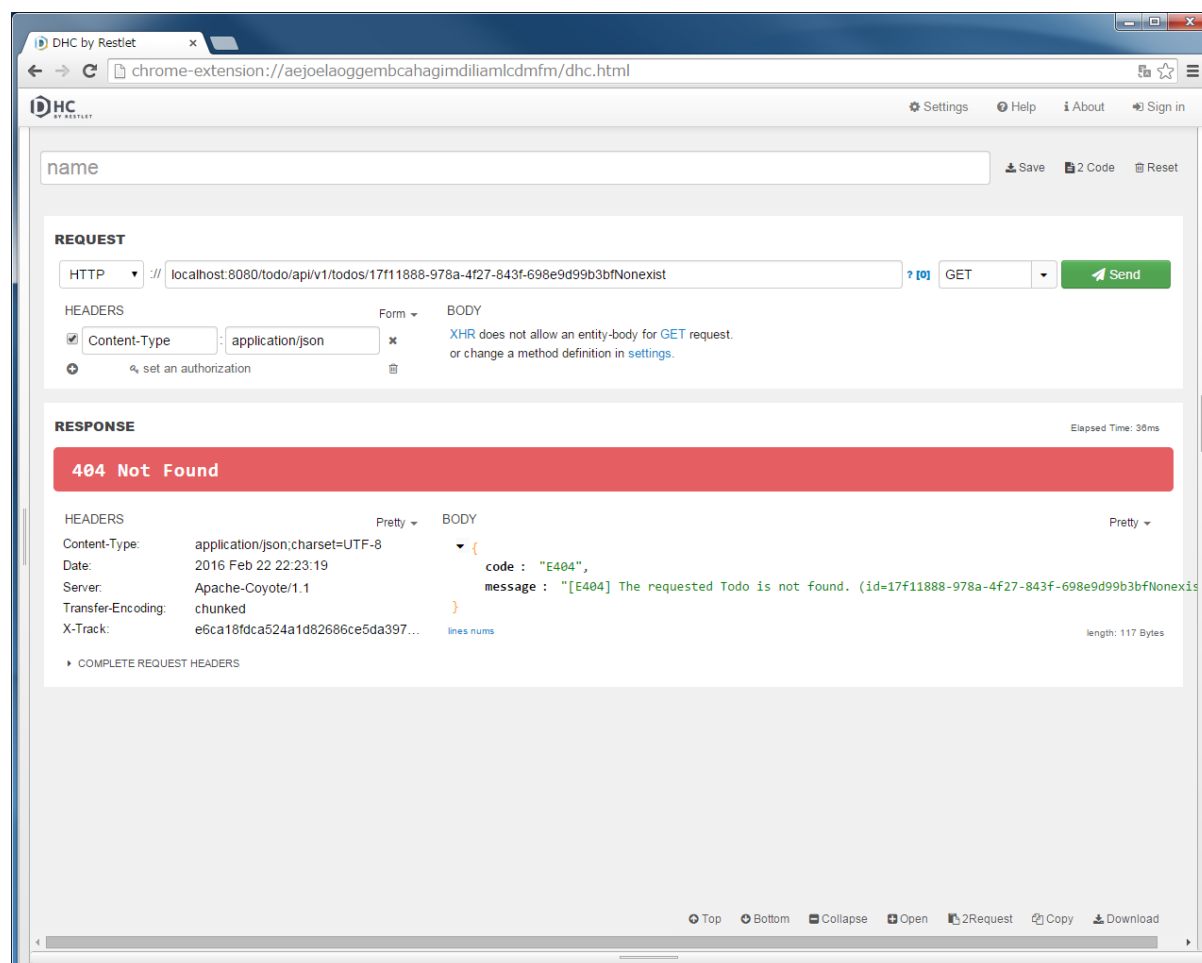 DHC by Restlet
chrome-extension://aejoelaoggembcahagimdiliamlcdmfm/dhc.html
DHC BY RESTLET Settings Help About Sign in
name Save 2 Code Reset
REQUEST
HTTP :// localhost:8080/todo/api/v1/todos/17f11888-978a-4f27-843f-698e9d99b3bfNonexist ? [0] GET Send
HEADERS Form BODY
Content-Type : application/json XHR does not allow an entity-body for GET request.
or change a method definition in settings.
set an authorization
RESPONSE Elapsed Time: 36ms
404 Not Found
HEADERS Pretty BODY Pretty
Content-Type: application/json;charset=UTF-8 {
Date: 2016 Feb 22 22:23:19 code : "E404",
Server: Apache-Coyote/1.1 message : "[E404] The requested Todo is not found. (id=17f11888-978a-4f27-843f-698e9d99b3bfNonexis
Transfer-Encoding: chunked }
X-Track: e6ca18fdca524a1d82686ce5da397... lines nums length: 117 Bytes
COMPLETE REQUEST HEADERS
Top Bottom Collapse Open 2Request Copy Download